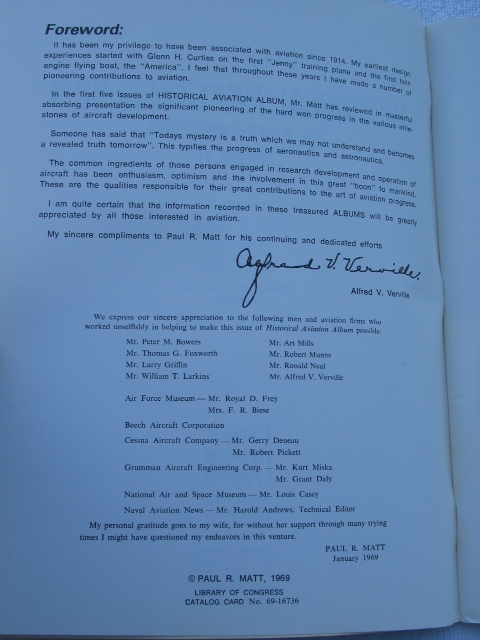 Foreword:
It has been my privilege to have been associated with aviation since 1914. My earliest design
experiences started with Glenn H. Curtiss on the first "Jenny" training plane and the first twin
engine flying boat, the "America". I feel that throughout these years I have made a number of
pioneering contributions to aviation.
In the first five issues of HISTORICAL AVIATION ALBUM, Mr. Matt has reviewed in masterful
absorbing presentation the significant pioneering of the hard won progress in the various mile-
stones of aircraft development.
Someone has said that "Todays mystery is a truth which we may not understand and becomes
a revealed truth tomorrow". This typifies the progress of aeronautics and astronautics.
The common ingredients of those persons engaged in research development and operation of
aircraft has been enthusiasm, optimism and the involvement in this great "boon" to mankind.
These are the qualities responsible for their great contributions to the art of aviation progress.
I am quite certain that the information recorded in these treasured ALBUMS will be greatly
appreciated by all those interested in aviation.
My sincere compliments to Paul R. Matt for his continuing and dedicated efforts
Alfred V. Verville.
Alfred V. Verville
We express our sincere appreciation to the following men and aviation firms who
worked unselfishly in helping to make this issue of Historical Aviation Album possible.
Mr. Peter M. Bowers
Mr. Thomas G. Foxworth
Mr. Larry Griffin
Mr. William T. Larkins
Mr. Art Mills
Mr. Robert Munro
Mr. Ronald Neal
Mr. Alfred V. Verville
Air Force Museum — Mr. Royal D. Frey
Mrs. F. R. Biese
Beech Aircraft Corporation
Cessna Aircraft Company — Mr. Gerry Deneau
Mr. Robert Pickett
Grumman Aircraft Engineering Corp. — Mr. Kurt Miska
Mr. Grant Daly
National Air and Space Museum — Mr. Louis Casey
Naval Aviation News — Mr. Harold Andrews, Technical Editor
My personal gratitude goes to my wife, for without her support through many trying
times I might have questioned my endeavors in this venture.
PAUL R. MATT
January 1969
© PAUL R. MATT, 1969
LIBRARY OF CONGRESS
CATALOG CARD No. 69-16736